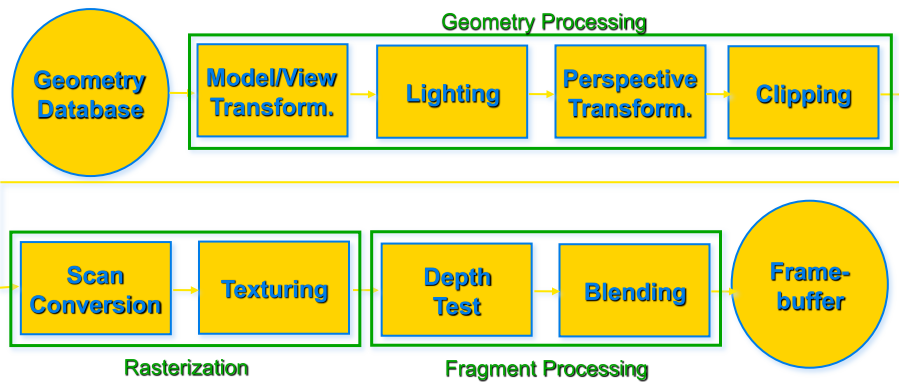 Geometry Processing
Geometry
Database
Model/View
Transform.
Lighting
Perspective
Transform.
Clipping
Scan
Conversion
Texturing
Depth
Test
Blending
Frame-
buffer
Rasterization
Fragment Processing